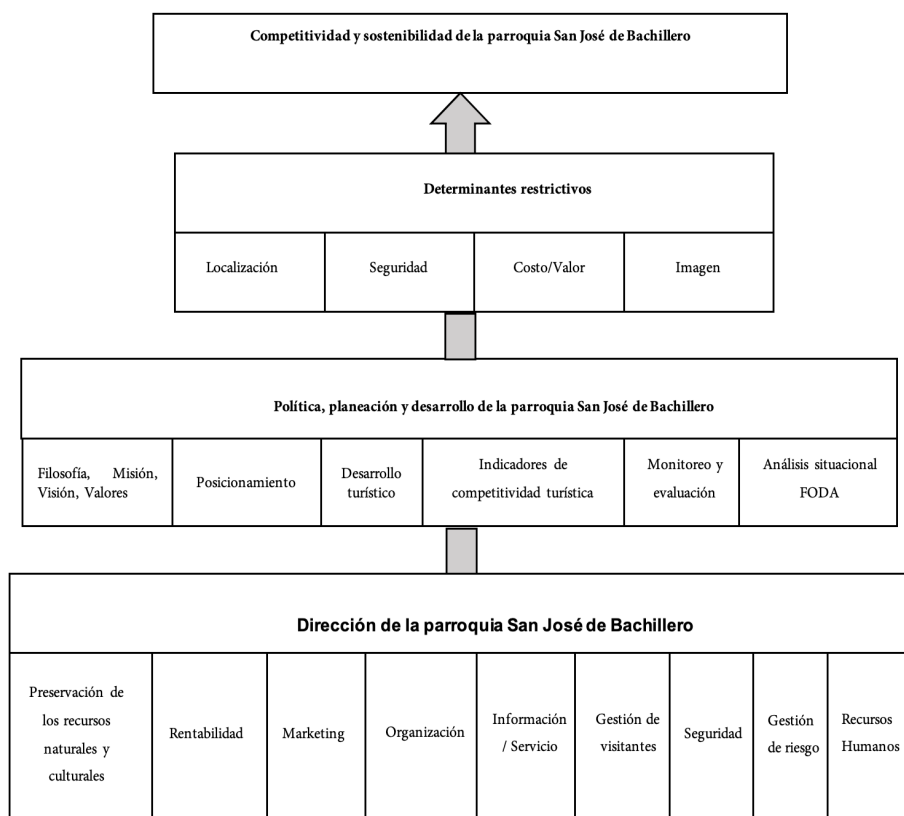 Competitividad y sostenibilidad de la parroquia San José de Bachillero
Determinantes restrictivos
Localización
Seguridad
Costo/Valor
Imagen
Política, planeación y desarrollo de la parroquia San José de Bachillero
Filosofía, Misión,
Visión, Valores
Posicionamiento
Desarrollo
turístico
Indicadores de
competitividad turística
Monitoreo y
evaluación
Análisis situacional
FODA
Dirección de la parroquia San José de Bachillero
Preservación de
los recursos
naturales y
culturales
Rentabilidad
Marketing
Organización
Información
/ Servicio
Gestión de
visitantes
Seguridad
Gestión
de riesgo
Recursos
Humanos